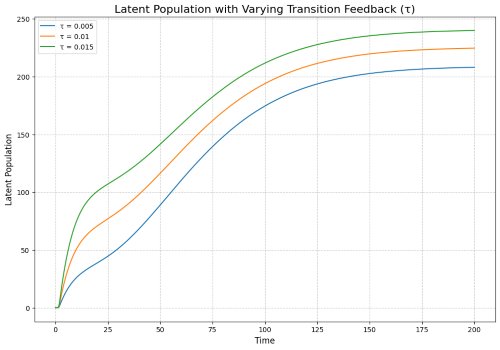 Latent Population with Varying Transition Feedback (τ)
τ = 0.005
τ = 0.01
τ = 0.015
250
200
150
100
50
0
Latent Population
0 25 50 75 100 125 150 175 200
Time